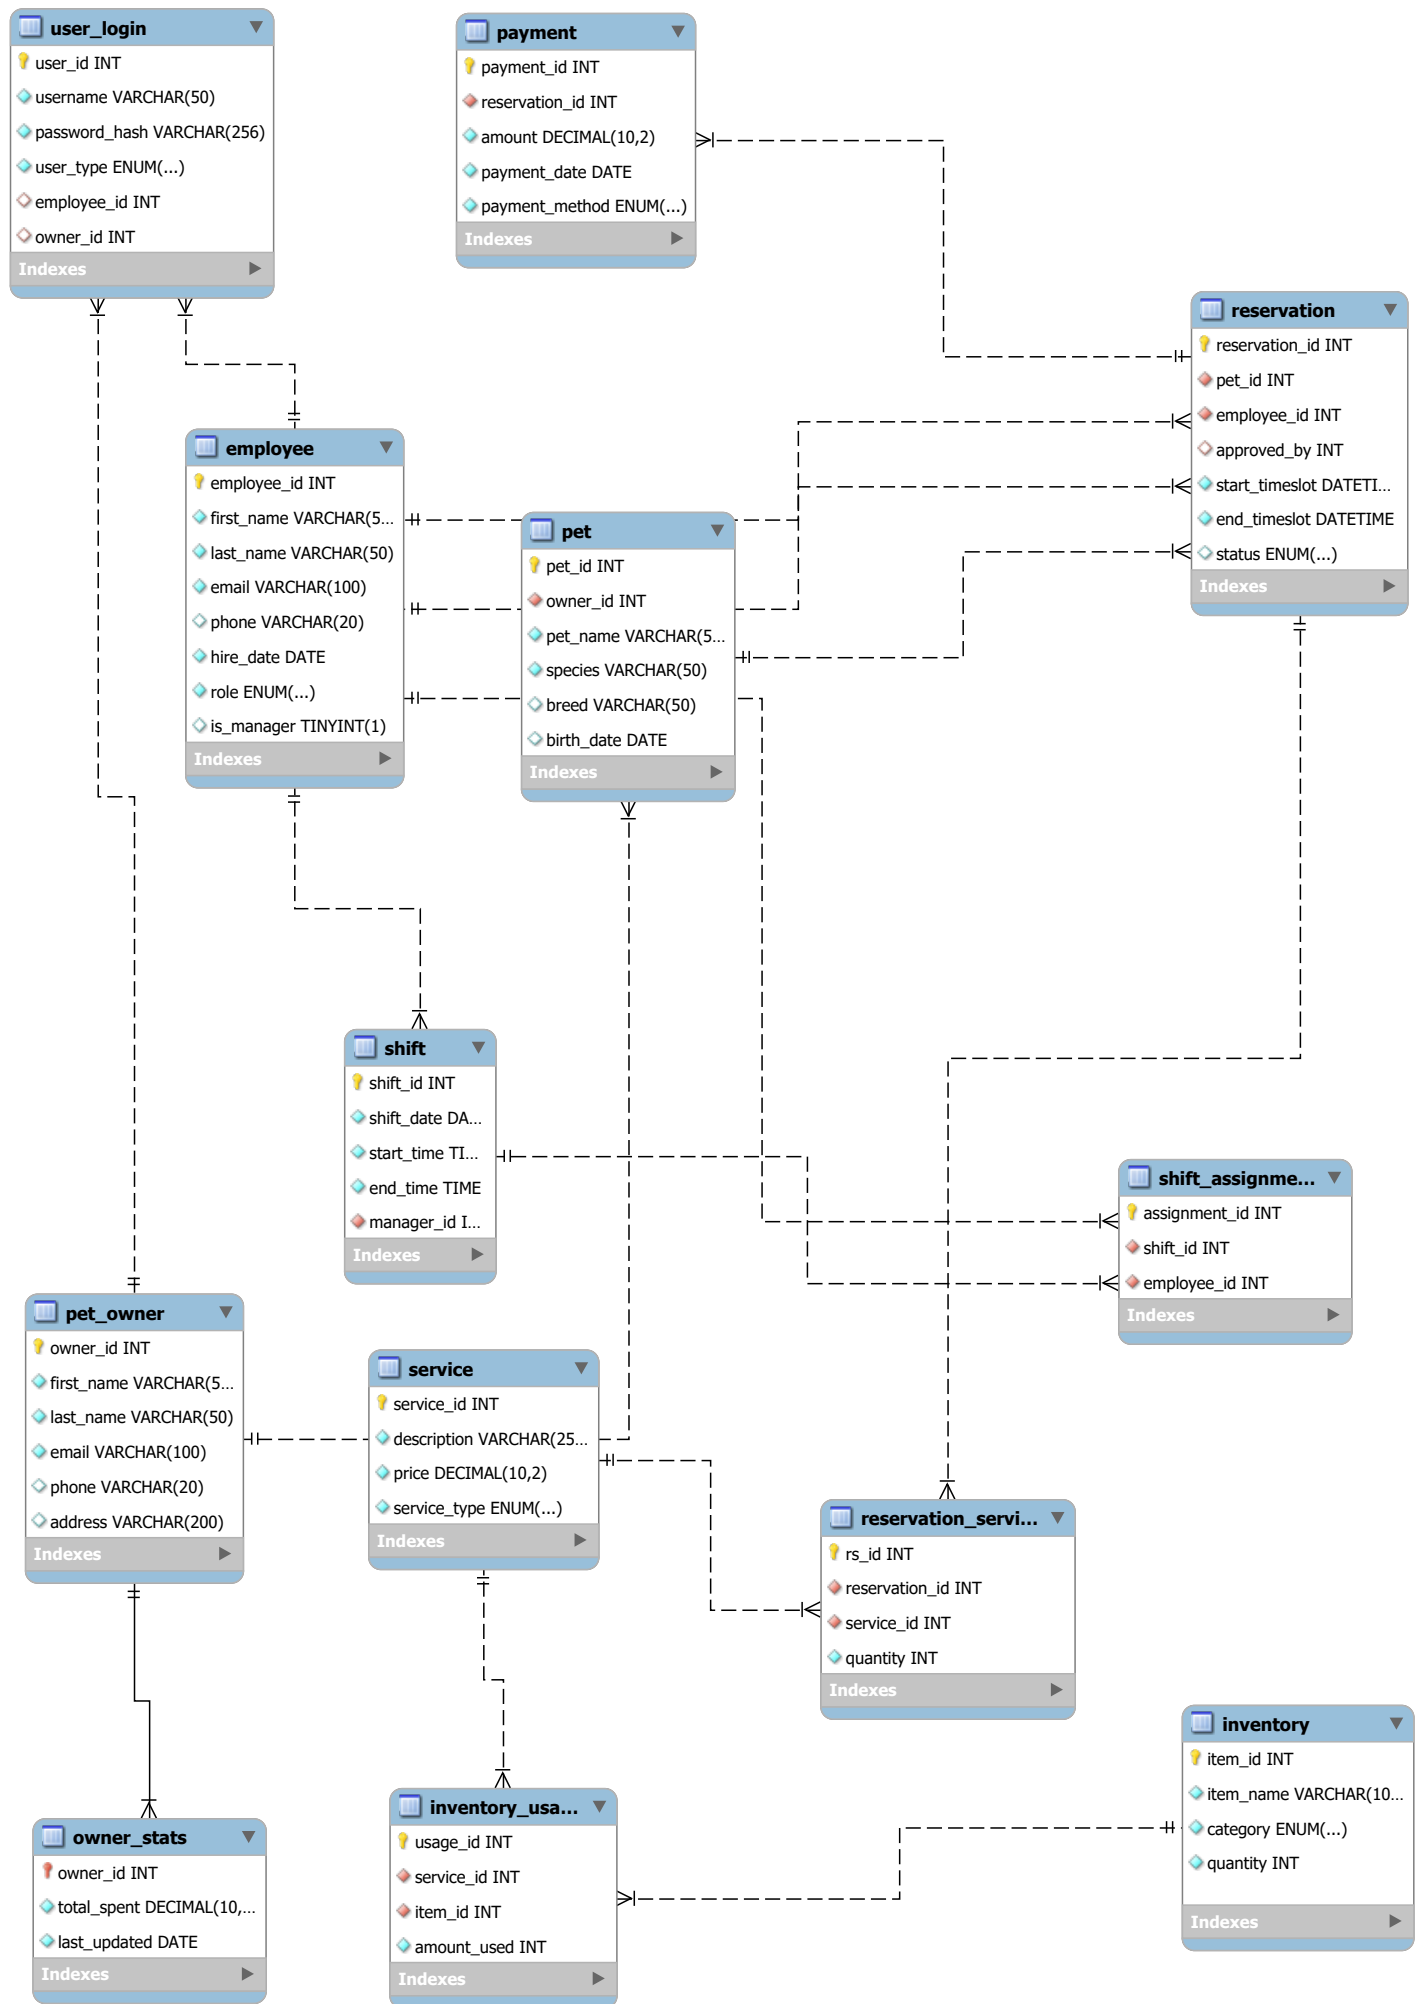 user_login
user_id INT
username VARCHAR(50)
password_hash VARCHAR(256)
user_type ENUM(...)
employee_id INT
owner_id INT
Indexes
payment
payment_id INT
reservation_id INT
amount DECIMAL(10,2)
payment_date DATE
payment_method ENUM(...)
Indexes
reservation
reservation_id INT
pet_id INT
employee_id INT
approved_by INT
start_timeslot DATETI...
end_timeslot DATETIME
status ENUM(...)
Indexes
employee
employee_id INT
first_name VARCHAR(5...
last_name VARCHAR(50)
email VARCHAR(100)
phone VARCHAR(20)
hire_date DATE
role ENUM(...)
is_manager TINYINT(1)
Indexes
pet
pet_id INT
owner_id INT
pet_name VARCHAR(5...
species VARCHAR(50)
breed VARCHAR(50)
birth_date DATE
Indexes
shift
shift_id INT
shift_date DA...
start_time TI...
end_time TIME
manager_id I...
Indexes
shift_assignme...
assignment_id INT
shift_id INT
employee_id INT
Indexes
pet_owner
owner_id INT
first_name VARCHAR(5...
last_name VARCHAR(50)
email VARCHAR(100)
phone VARCHAR(20)
address VARCHAR(200)
Indexes
service
service_id INT
description VARCHAR(25...
price DECIMAL(10,2)
service_type ENUM(...)
Indexes
reservation_servi...
rs_id INT
reservation_id INT
service_id INT
quantity INT
Indexes
inventory
item_id INT
item_name VARCHAR(10...
category ENUM(...)
quantity INT
Indexes
owner_stats
owner_id INT
total_spent DECIMAL(10,...
last_updated DATE
Indexes
inventory_usa...
usage_id INT
service_id INT
item_id INT
amount_used INT
Indexes